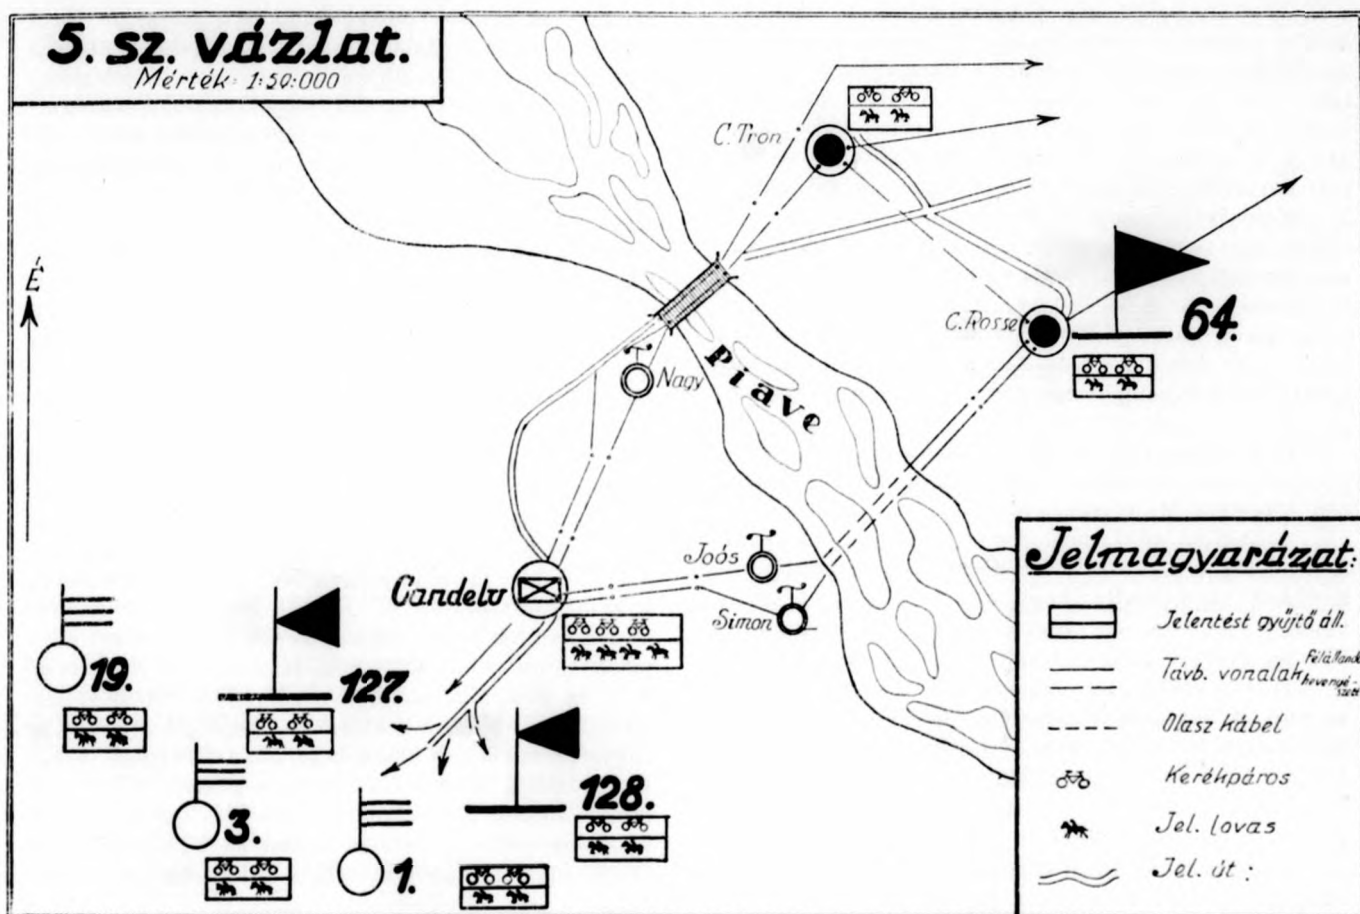 5. sz. vázlat.
Mérték: 1:50.000
É
C. Tron
C. Rosse
64.
Nagy
Piave
Joós
Simon
Candelu
19.
127.
3.
128.
1.
Jelmagyarázat:
Jelentést gyűjtő áll.
Távb. vonalak Félállandó
Olasz kábel
Kerékpáros
Jel. lovas
Jel. út: